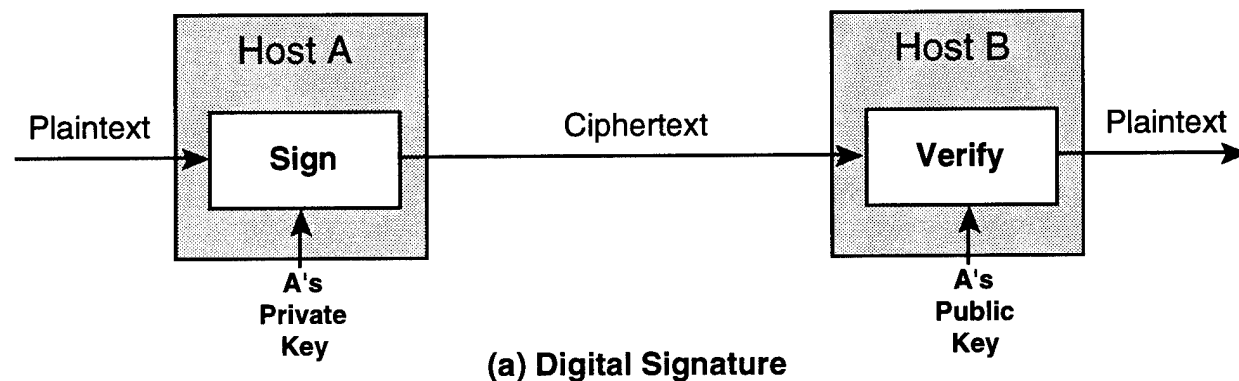 Host A
Host B
Plaintext
Ciphertext
Plaintext
Sign
Verify
A's
Private
Key
A's
Public
Key
(a) Digital Signature